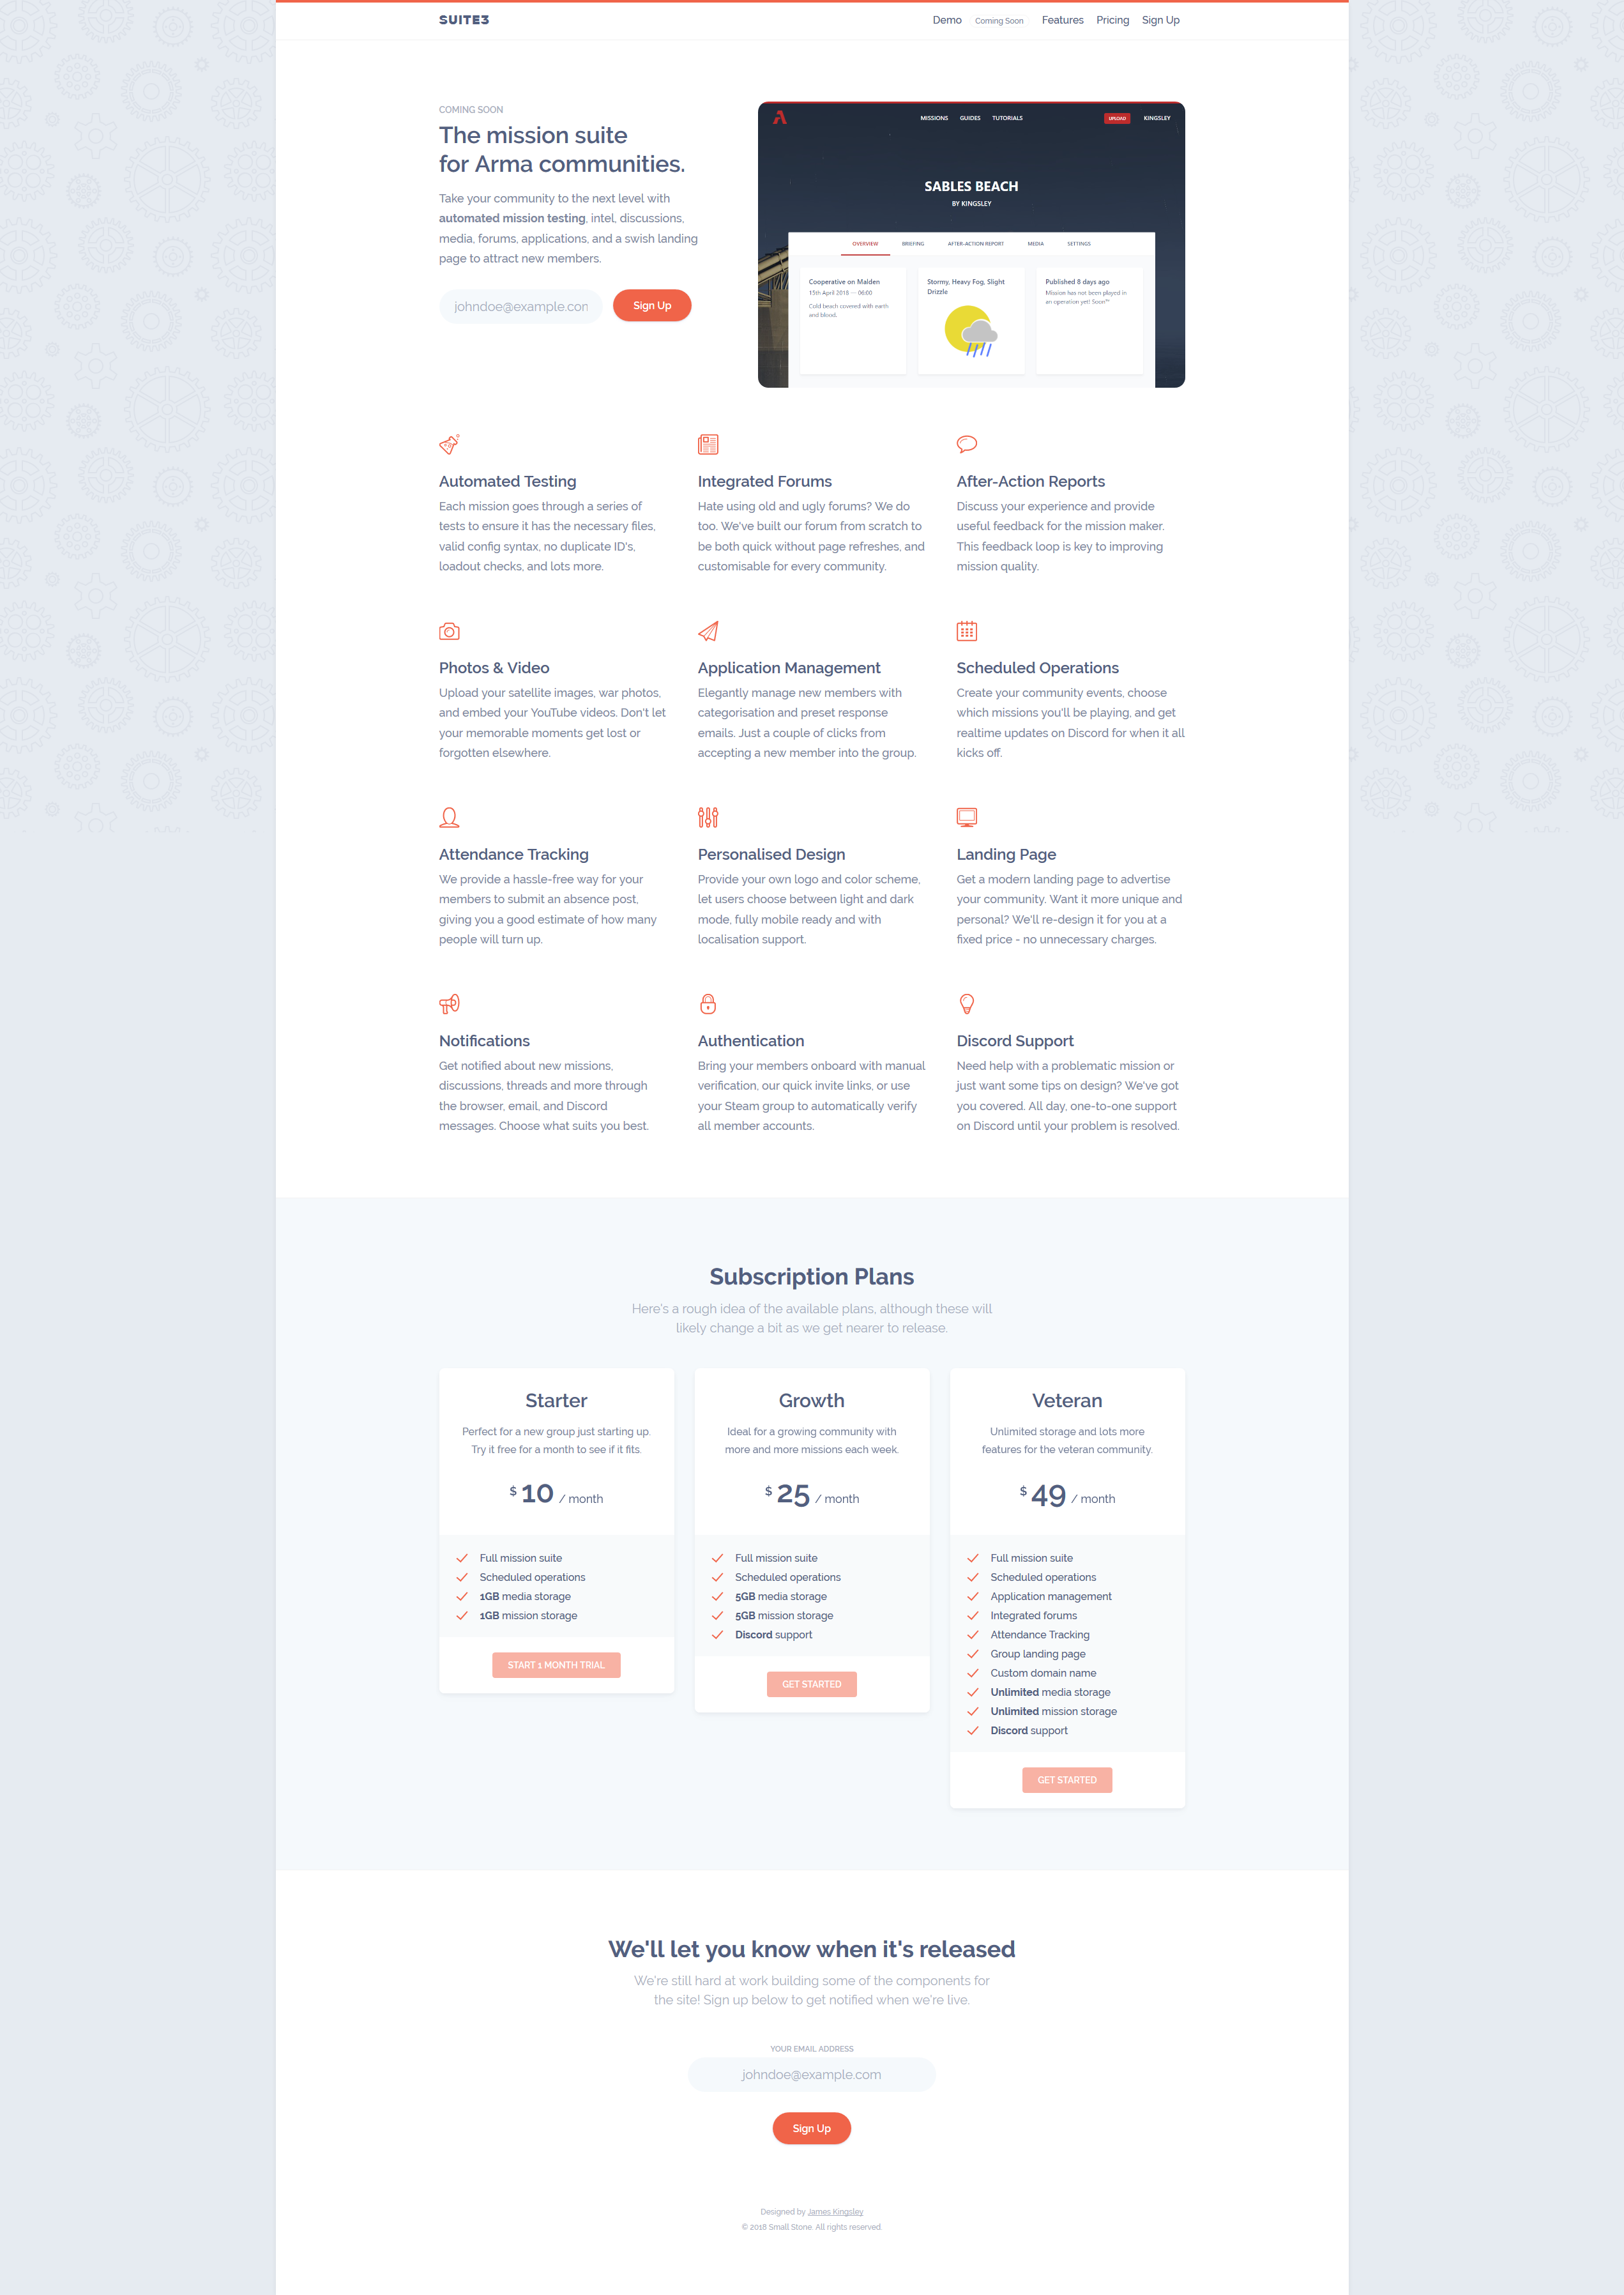 SUITE3
Demo Coming Soon Features Pricing Sign Up
COMING SOON
The mission suite
for Arma communities.
Take your community to the next level with
automated mission testing, intel, discussions,
media, forums, applications, and a swish landing
page to attract new members.
johndoe@example.con
Sign Up
MISSIONS GUIDES TUTORIALS UPLOAD KINGSLEY
SABLES BEACH
BY KINGSLEY
OVERVIEW BRIEFING AFTER-ACTION REPORT MEDIA SETTINGS
Cooperative on Malden
15th April 2018 — 06:00
Cold beach covered with earth
and blood.
Stormy, Heavy Fog, Slight
Drizzle
Published 8 days ago
Mission has not been played in
an operation yet! Soon™
Automated Testing
Each mission goes through a series of
tests to ensure it has the necessary files,
valid config syntax, no duplicate ID's,
loadout checks, and lots more.
Integrated Forums
Hate using old and ugly forums? We do
too. We've built our forum from scratch to
be both quick without page refreshes, and
customisable for every community.
After-Action Reports
Discuss your experience and provide
useful feedback for the mission maker.
This feedback loop is key to improving
mission quality.
Photos & Video
Upload your satellite images, war photos,
and embed your YouTube videos. Don't let
your memorable moments get lost or
forgotten elsewhere.
Application Management
Elegantly manage new members with
categorisation and preset response
emails. Just a couple of clicks from
accepting a new member into the group.
Scheduled Operations
Create your community events, choose
which missions you'll be playing, and get
realtime updates on Discord for when it all
kicks off.
Attendance Tracking
We provide a hassle-free way for your
members to submit an absence post,
giving you a good estimate of how many
people will turn up.
Personalised Design
Provide your own logo and color scheme,
let users choose between light and dark
mode, fully mobile ready and with
localisation support.
Landing Page
Get a modern landing page to advertise
your community. Want it more unique and
personal? We'll re-design it for you at a
fixed price - no unnecessary charges.
Notifications
Get notified about new missions,
discussions, threads and more through
the browser, email, and Discord
messages. Choose what suits you best.
Authentication
Bring your members onboard with manual
verification, our quick invite links, or use
your Steam group to automatically verify
all member accounts.
Discord Support
Need help with a problematic mission or
just want some tips on design? We've got
you covered. All day, one-to-one support
on Discord until your problem is resolved.
Subscription Plans
Here's a rough idea of the available plans, although these will
likely change a bit as we get nearer to release.
Starter
Perfect for a new group just starting up.
Try it free for a month to see if it fits.
$ 10 / month
Full mission suite
Scheduled operations
1GB media storage
1GB mission storage
START 1 MONTH TRIAL
Growth
Ideal for a growing community with
more and more missions each week.
$ 25 / month
Full mission suite
Scheduled operations
5GB media storage
5GB mission storage
Discord support
GET STARTED
Veteran
Unlimited storage and lots more
features for the veteran community.
$ 49 / month
Full mission suite
Scheduled operations
Application management
Integrated forums
Attendance Tracking
Group landing page
Custom domain name
Unlimited media storage
Unlimited mission storage
Discord support
GET STARTED
We'll let you know when it's released
We're still hard at work building some of the components for
the site! Sign up below to get notified when we're live.
YOUR EMAIL ADDRESS
johndoe@example.com
Sign Up
Designed by James Kingsley
© 2018 Small Stone. All rights reserved